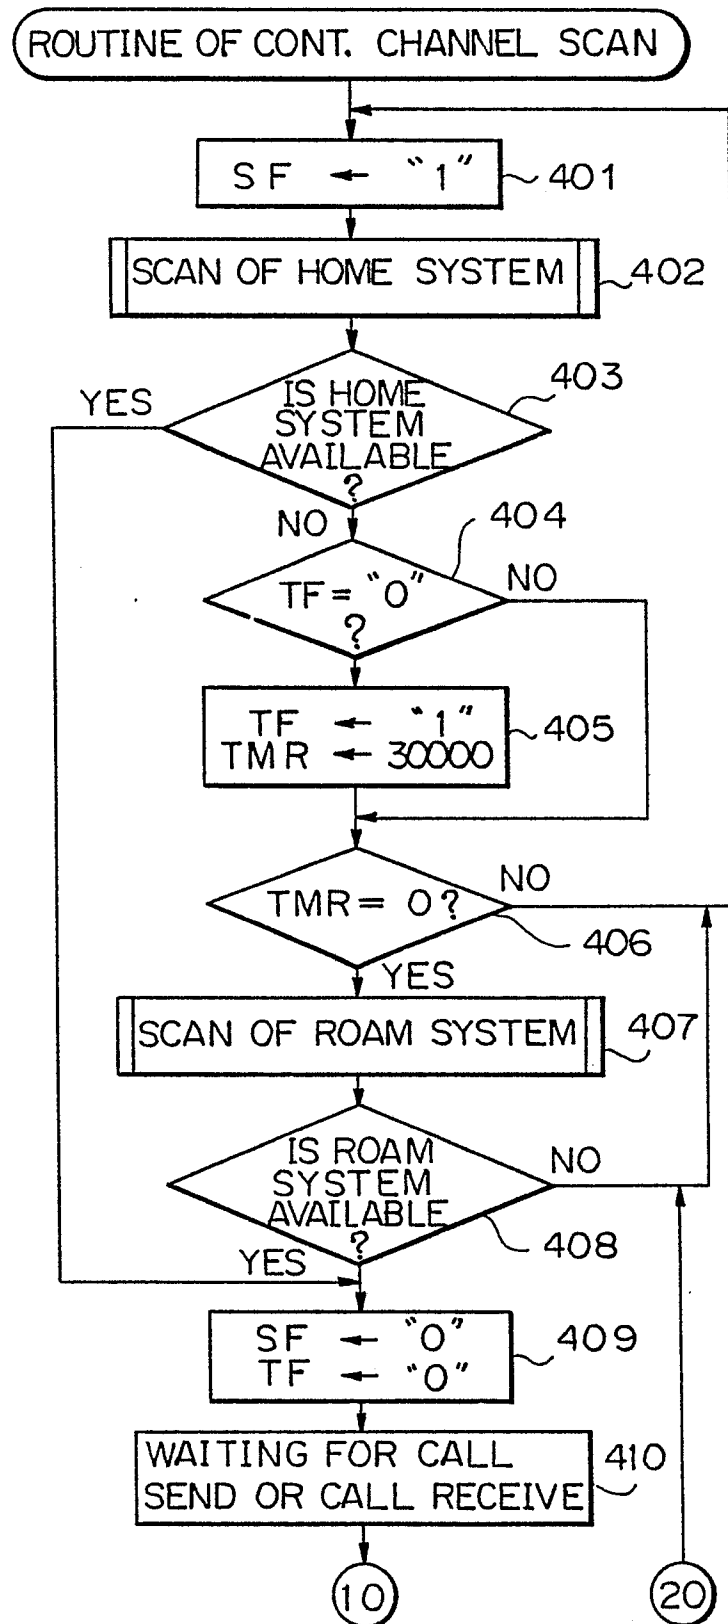 ROUTINE OF CONT. CHANNEL SCAN
SF ← "1"
401
SCAN OF HOME SYSTEM
402
403
YES
IS HOME
SYSTEM
AVAILABLE
?
NO
404
TF = "0"
?
NO
TF ← "1"
TMR ← 30000
405
TMR = 0?
NO
406
YES
SCAN OF ROAM SYSTEM
407
IS ROAM
SYSTEM
AVAILABLE
?
NO
408
YES
SF ← "0"
TF ← "0"
409
WAITING FOR CALL
SEND OR CALL RECEIVE
410
10
20